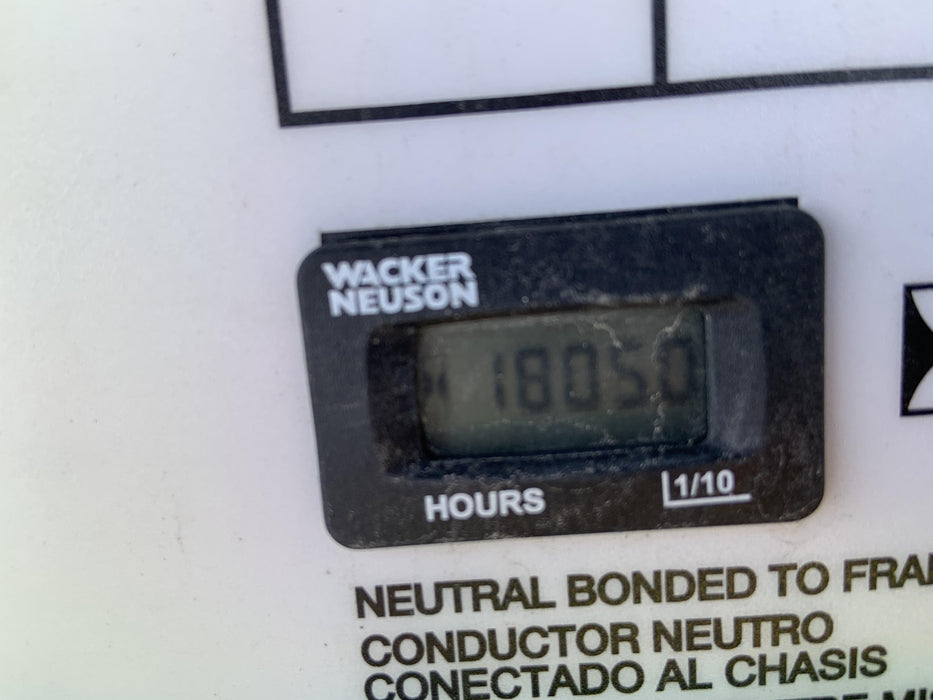 WACKER
NEUSON
18050
HOURS
1/10
NEUTRAL BONDED TO FRA
CONDUCTOR NEUTRO
CONECTADO AL CHASIS